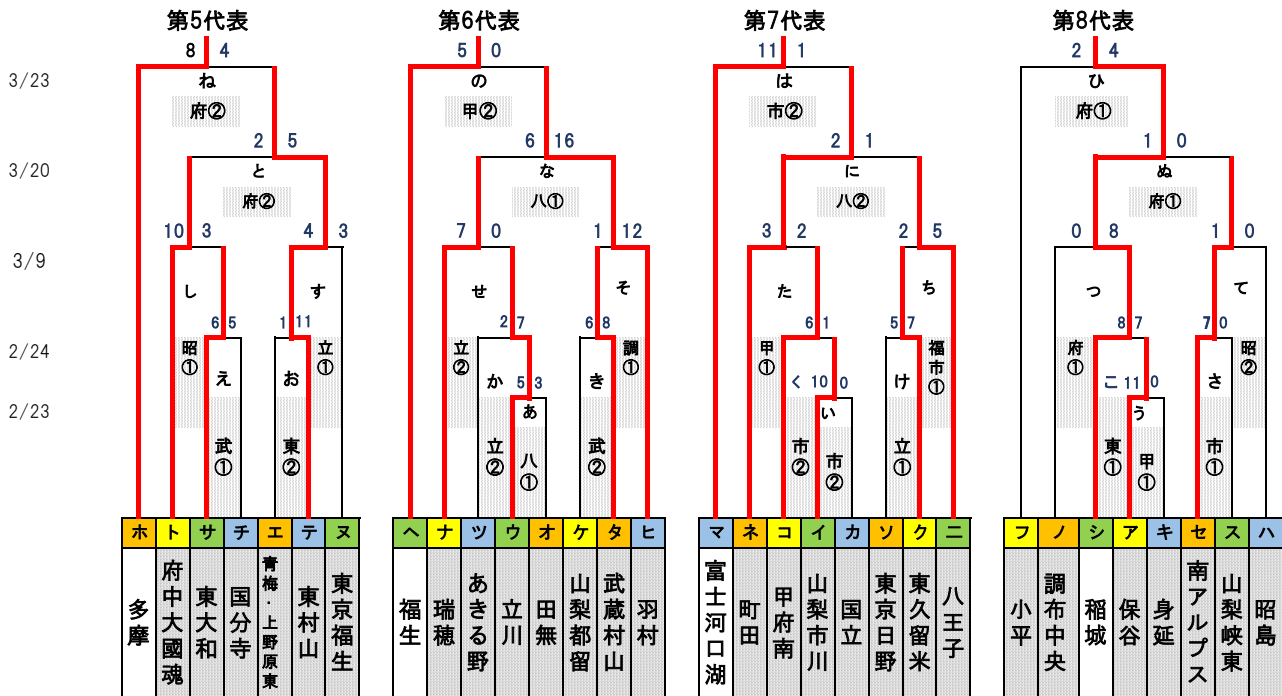 第5代表 第6代表 第7代表 第8代表
8 4 5 0 11 1 2 4
3/23 ね の は ひ
府② 甲② 市② 府①
2 5 6 16 2 1 1 0
3/20 と な に ぬ
府② 八① 八② 府①
10 3 4 3 7 0 1 12 3 2 2 5 0 8 1 0
3/9
し す せ そ た ち つ て
6 5 1 11 2 7 6 8 6 1 5 7 8 7 7 0
2/24 昭① 立① 立② 調① 甲① 福市① 府① 昭②
え お か き く け こ さ
5 3 10 0 11 0
2/23 あ い う
武① 東② 立② 八① 武② 市② 市② 立① 東① 甲① 市①
ホ ト サ チ エ テ ヌ ヘ ナ ツ ウ オ ケ タ ヒ マ ネ コ イ カ ソ ク ニ フ ノ シ ア キ セ ス ハ
多摩
府中大國魂
東大和
国分寺
青梅・上野原東
東村山
東京福生
福生
瑞穂
あきる野
立川
田無
山梨都留
武蔵村山
羽村
富士河口湖
町田
甲府南
山梨市川
国立
東京日野
東久留米
八王子
小平
調布中央
稲城
保谷
身延
南アルプス
山梨峡東
昭島